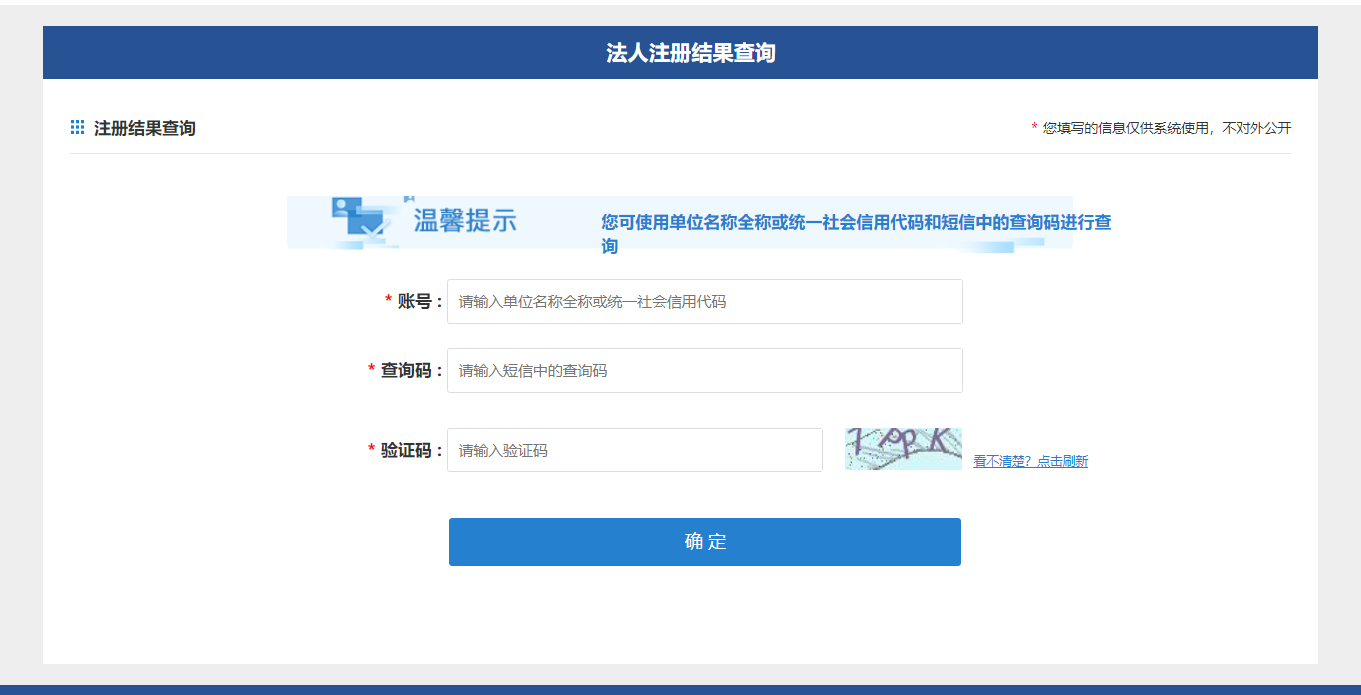 法人注册结果查询
注册结果查询
* 您填写的信息仅供系统使用，不对外公开
温馨提示
您可使用单位名称全称或统一社会信用代码和短信中的查询码进行查
询
* 账号：
请输入单位名称全称或统一社会信用代码
* 查询码：
请输入短信中的查询码
* 验证码：
请输入验证码
看不清楚？点击刷新
确 定